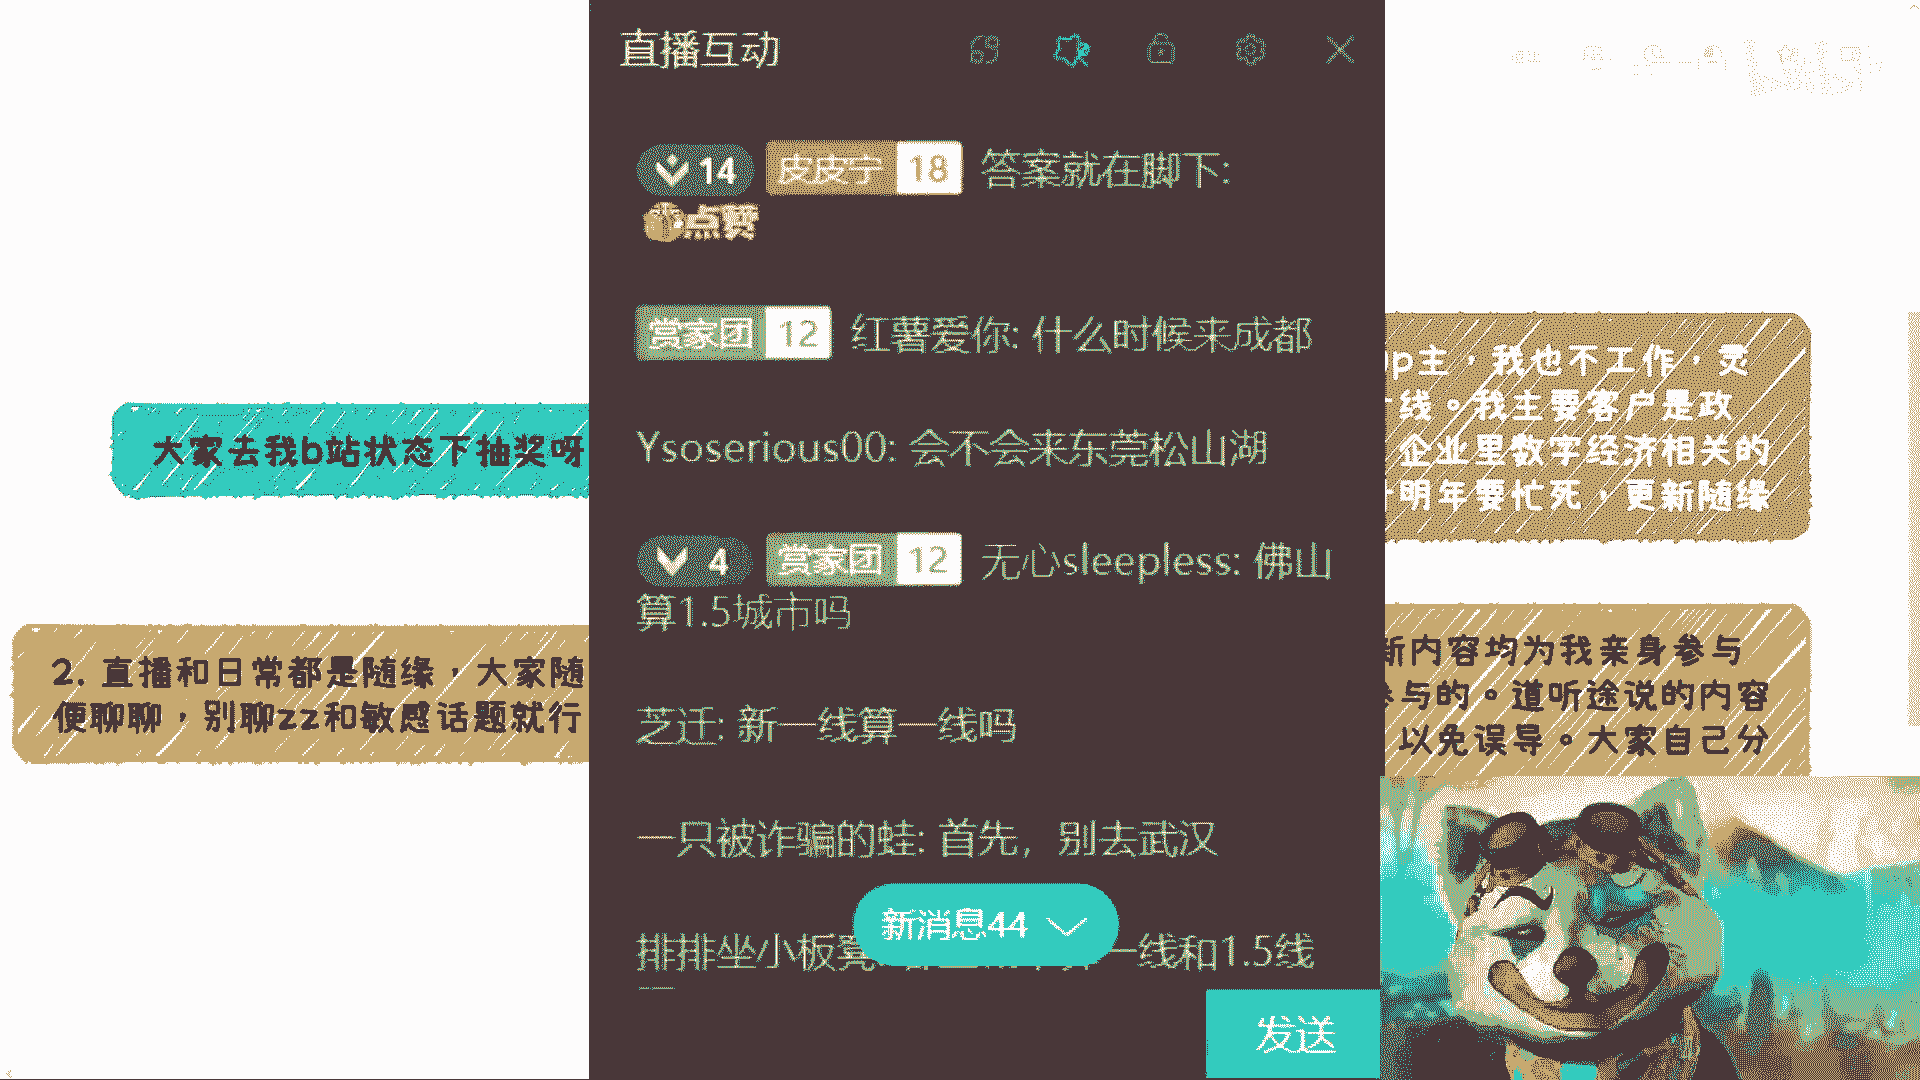 直播互动
14 皮皮宁 18 答案就在脚下:
点赞
赏家团 12 红薯爱你: 什么时候来成都
Ysoserious00: 会不会来东莞松山湖
4 赏家团 12 无心sleepless: 佛山
算1.5城市吗
芝迁: 新一线算一线吗
一只被诈骗的蛙: 首先，别去武汉
新消息44
排排坐小板凳
一线和1.5线
发送
大家去我b站状态下抽奖呀
2. 直播和日常都是随缘，大家随
便聊聊，别聊zz和敏感话题就行
p主，我也不工作，灵
线。我主要客户是政
企业里数字经济相关的
明年要忙死，更新随缘
新内容均为我亲身参与
参与的。道听途说的内容
以免误导。大家自己分